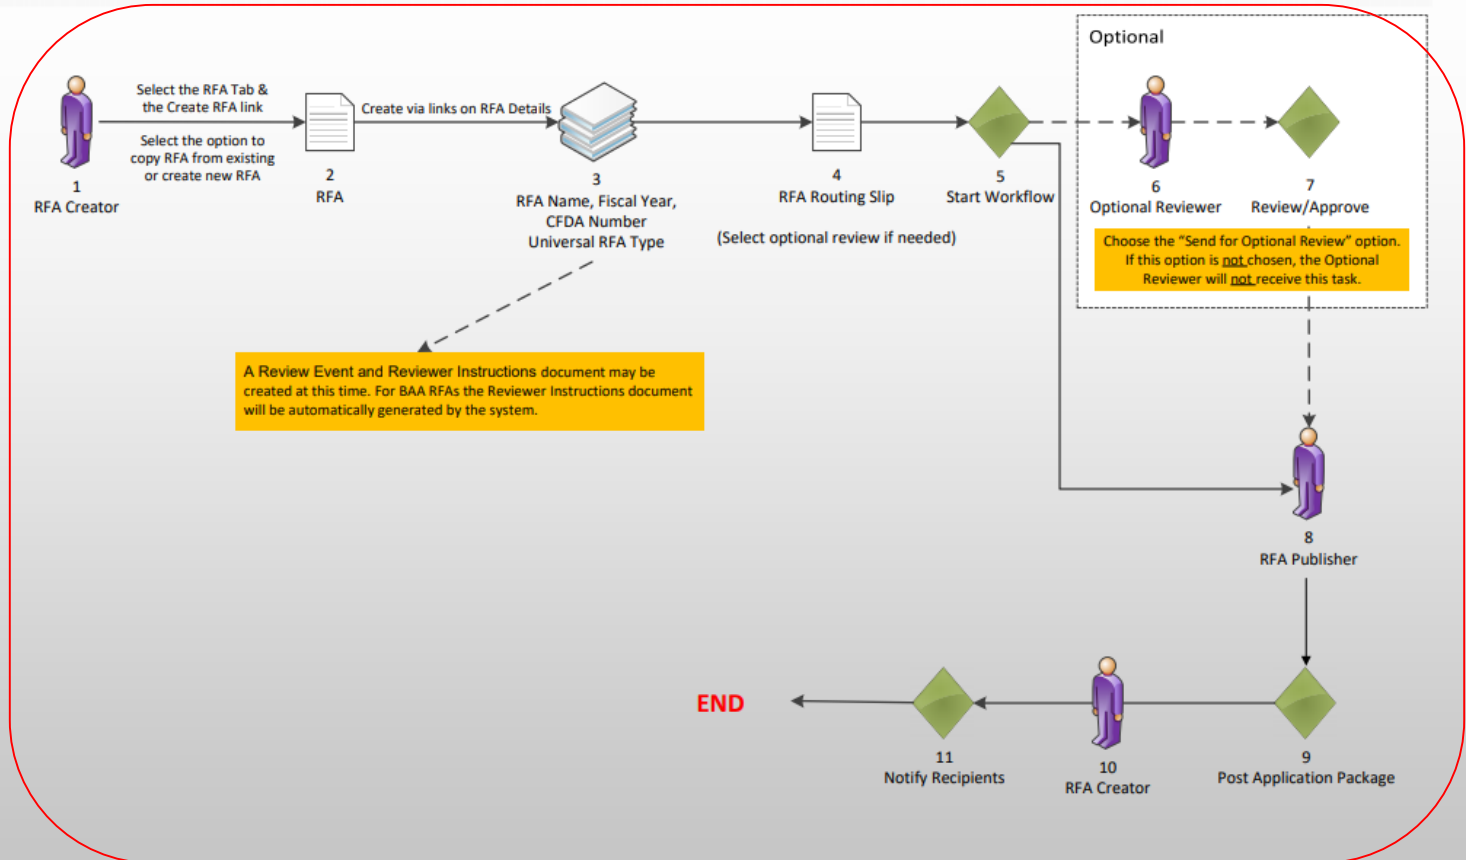 Optional
Select the RFA Tab &
the Create RFA link
Select the option to
copy RFA from existing
or create new RFA
1
RFA Creator
Create via links on RFA Details
2
RFA
3
RFA Name, Fiscal Year,
CFDA Number
Universal RFA Type
4
RFA Routing Slip
(Select optional review if needed)
5
Start Workflow
6
Optional Reviewer
7
Review/Approve
Choose the “Send for Optional Review” option.
If this option is not chosen, the Optional
Reviewer will not receive this task.
A Review Event and Reviewer Instructions document may be
created at this time. For BAA RFAs the Reviewer Instructions document
will be automatically generated by the system.
8
RFA Publisher
9
Post Application Package
10
RFA Creator
11
Notify Recipients
END